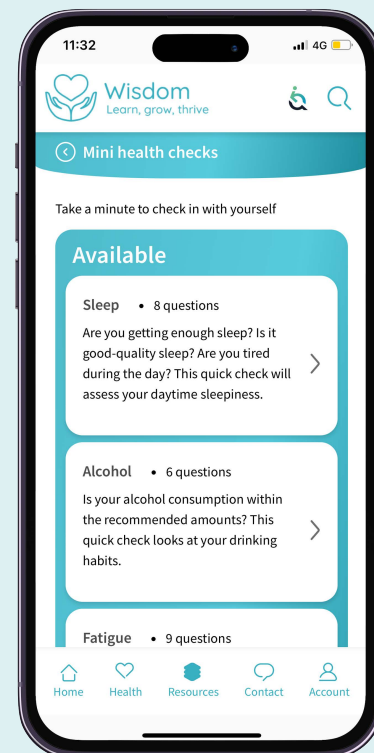 11:32
4G
Wisdom
Learn, grow, thrive
Mini health checks
Take a minute to check in with yourself
Available
Sleep • 8 questions
Are you getting enough sleep? Is it
good-quality sleep? Are you tired
during the day? This quick check will
assess your daytime sleepiness.
Alcohol • 6 questions
Is your alcohol consumption within
the recommended amounts? This
quick check looks at your drinking
habits.
Fatigue • 9 questions
Home Health Resources Contact Account